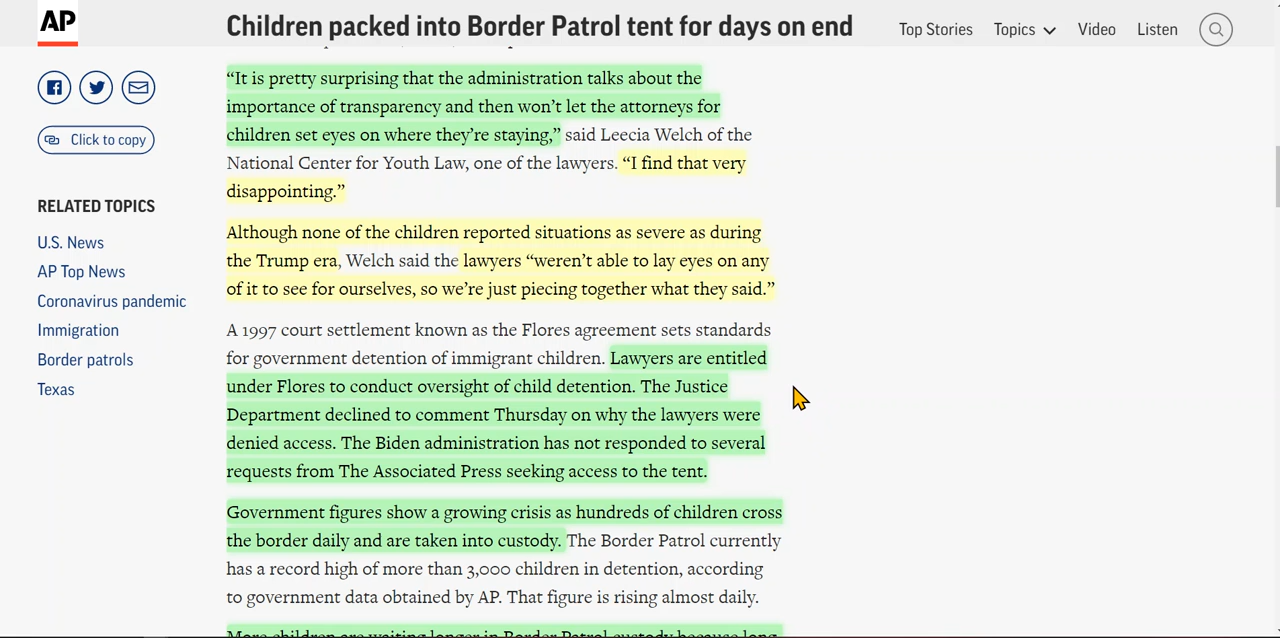 AP
Children packed into Border Patrol tent for days on end
Top Stories
Topics
Video
Listen
Click to copy
RELATED TOPICS
U.S. News
AP Top News
Coronavirus pandemic
Immigration
Border patrols
Texas
“It is pretty surprising that the administration talks about the
importance of transparency and then won’t let the attorneys for
children set eyes on where they’re staying,” said Leecia Welch of the
National Center for Youth Law, one of the lawyers. “I find that very
disappointing.”
Although none of the children reported situations as severe as during
the Trump era, Welch said the lawyers “weren’t able to lay eyes on any
of it to see for ourselves, so we’re just piecing together what they said.”
A 1997 court settlement known as the Flores agreement sets standards
for government detention of immigrant children. Lawyers are entitled
under Flores to conduct oversight of child detention. The Justice
Department declined to comment Thursday on why the lawyers were
denied access. The Biden administration has not responded to several
requests from The Associated Press seeking access to the tent.
Government figures show a growing crisis as hundreds of children cross
the border daily and are taken into custody. The Border Patrol currently
has a record high of more than 3,000 children in detention, according
to government data obtained by AP. That figure is rising almost daily.
More children are waiting longer in Border Patrol custody because long